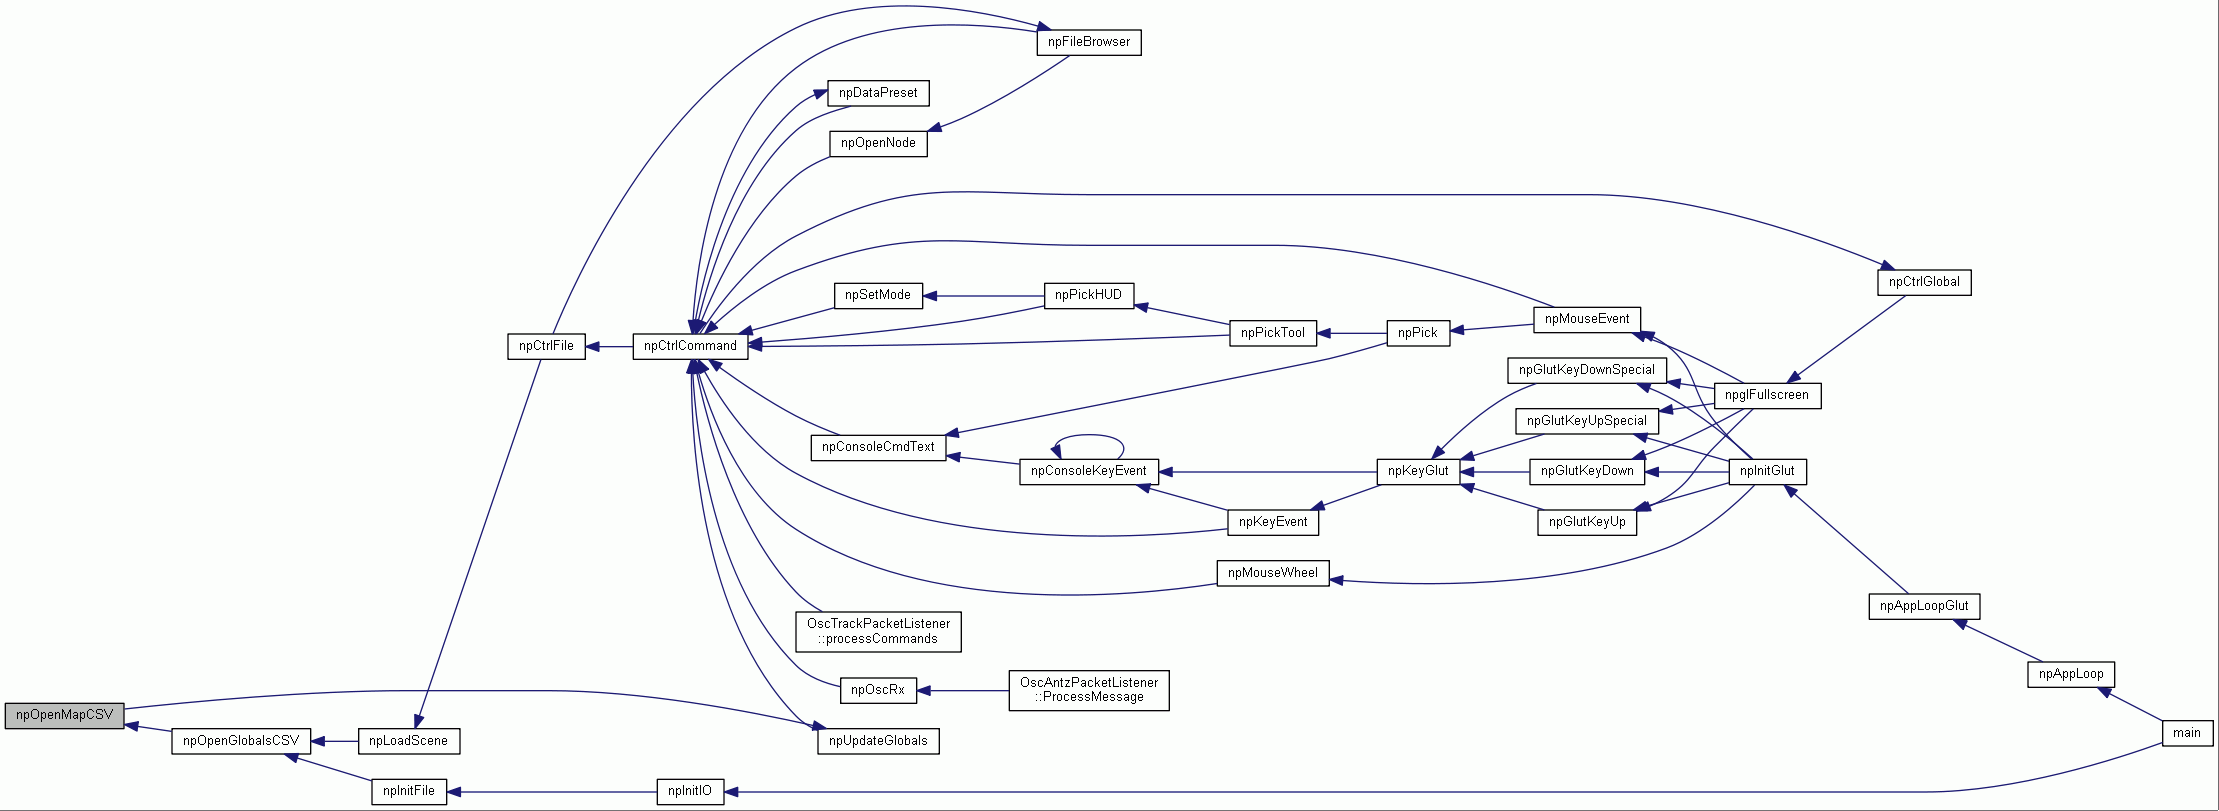 npFileBrowser
npDataPreset
npOpenNode
npCtrlGlobal
npSetMode
npPickHUD
npMouseEvent
npPickTool
npPick
npCtrlFile
npCtrlCommand
npGlutKeyDownSpecial
npglFullscreen
npGlutKeyUpSpecial
npConsoleCmdText
npConsoleKeyEvent
npKeyGlut
npGlutKeyDown
npInitGlut
npKeyEvent
npGlutKeyUp
npMouseWheel
npAppLoopGlut
OscTrackPacketListener
::processCommands
npAppLoop
npOscRx
OscAntzPacketListener
::ProcessMessage
npOpenMapCSV
npOpenGlobalsCSV
npLoadScene
npUpdateGlobals
main
npInitFile
npInitIO